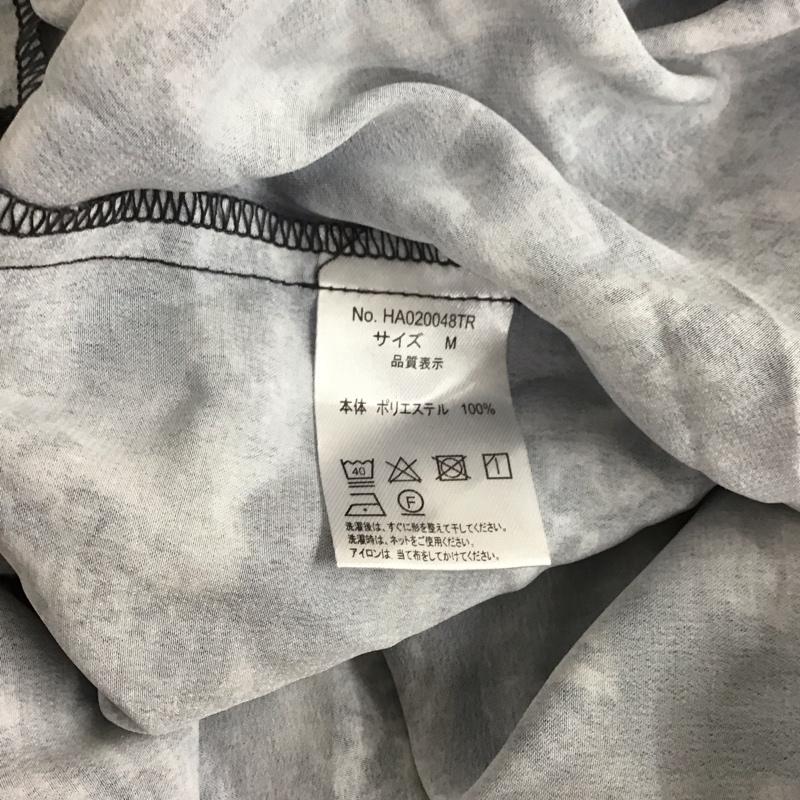 No. HA020048TR
サイズ M
品質表示
本体 ポリエステル 100%
40
F
洗濯後は、すぐに形を整えて干してください。
洗濯時は、ネットをご使用ください。
アイロンは、当て布をしてかけてください。